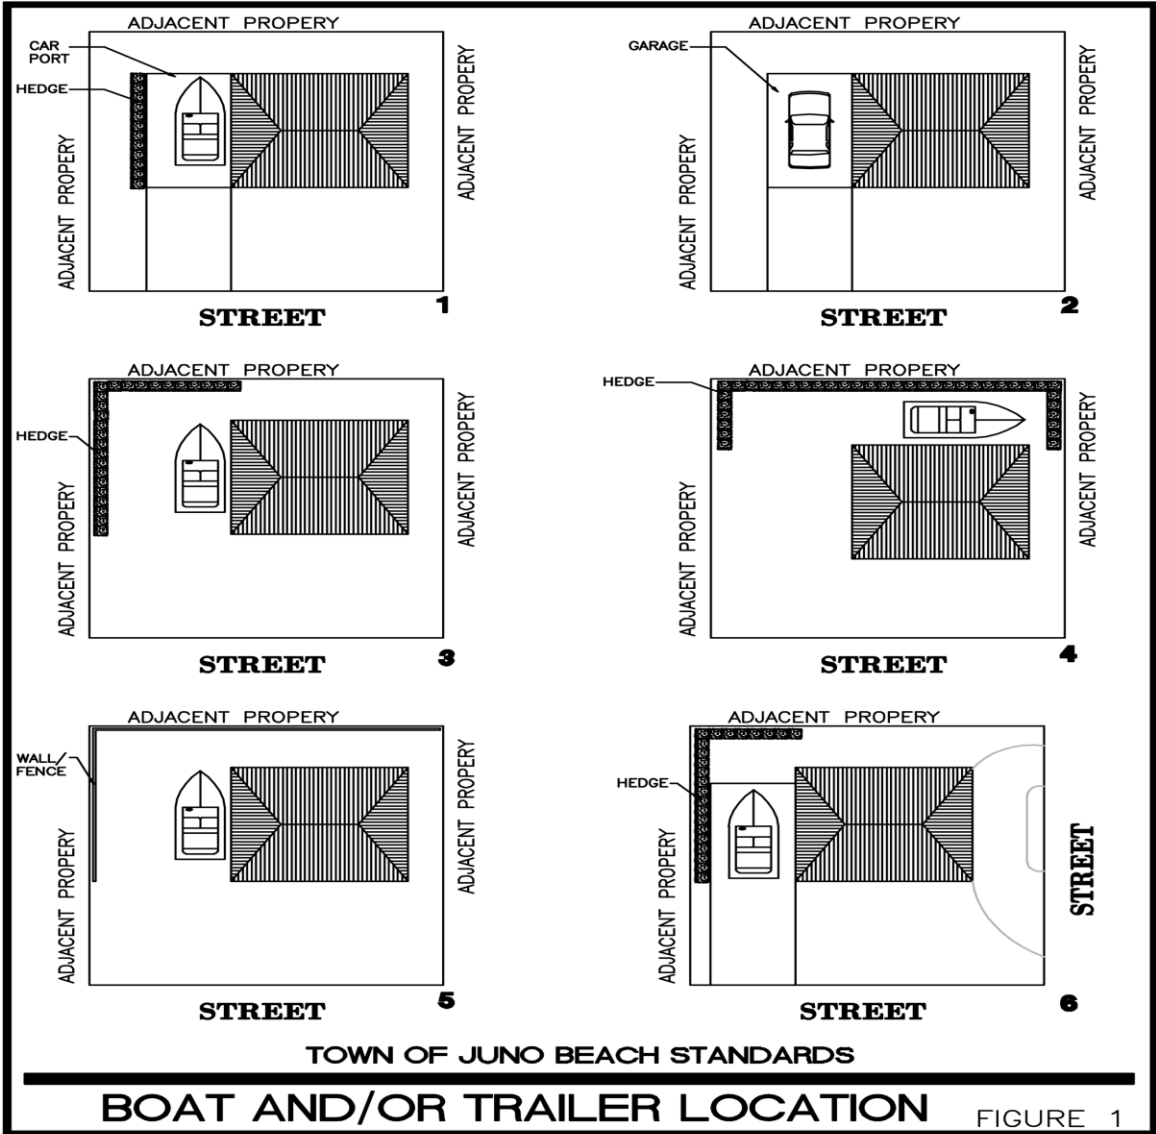 ADJACENT PROPERY
CAR
PORT
HEDGE
ADJACENT PROPERY
ADJACENT PROPERY
STREET
1
ADJACENT PROPERY
GARAGE
ADJACENT PROPERY
ADJACENT PROPERY
STREET
2
ADJACENT PROPERY
HEDGE
ADJACENT PROPERY
ADJACENT PROPERY
STREET
3
ADJACENT PROPERY
HEDGE
ADJACENT PROPERY
ADJACENT PROPERY
STREET
4
ADJACENT PROPERY
WALL/
FENCE
ADJACENT PROPERY
ADJACENT PROPERY
STREET
5
ADJACENT PROPERY
HEDGE
ADJACENT PROPERY
STREET
STREET
6
TOWN OF JUNO BEACH STANDARDS
BOAT AND/OR TRAILER LOCATION
FIGURE 1